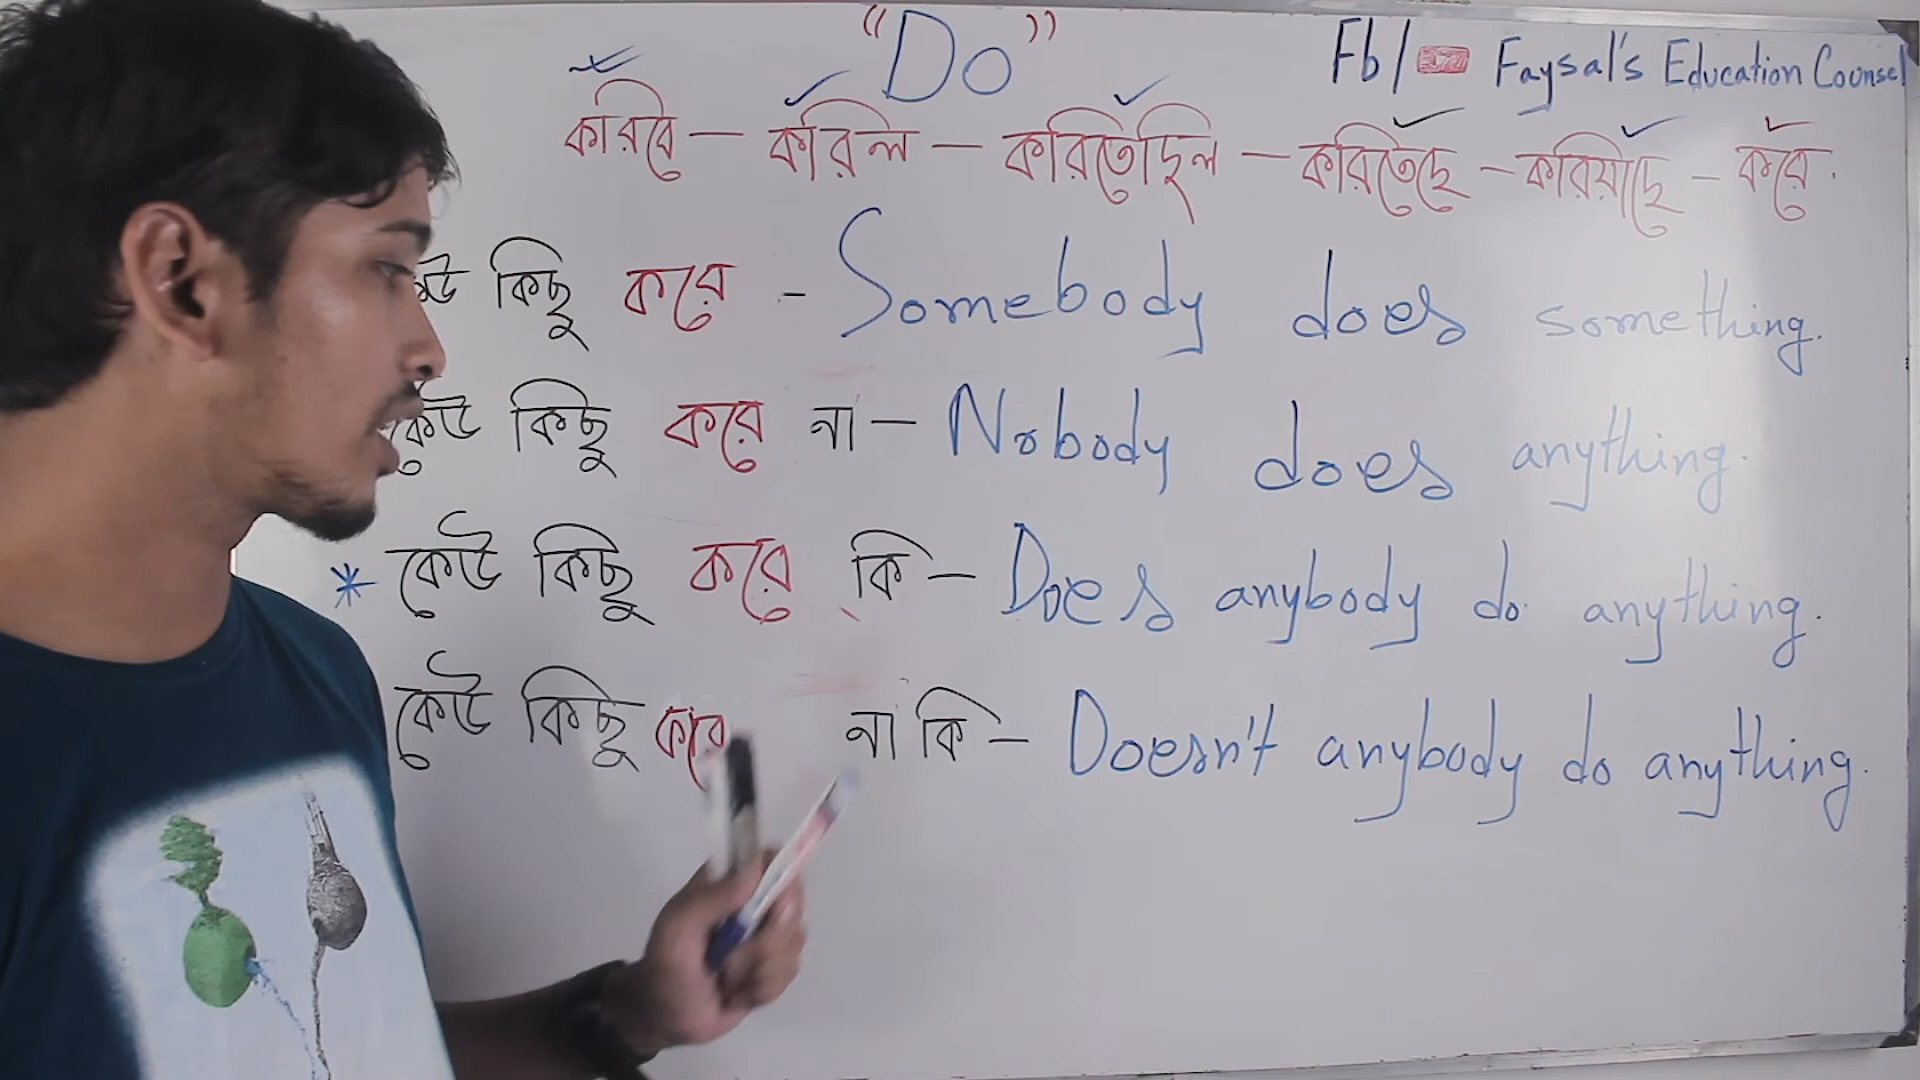 "Do"
Fb/ Faysal's Education Counsel
করিবে – করিল – করিতেছিল – করিতেছে – করিয়াছে – করে.
কিছু করে - Somebody does something.
কেউ কিছু করে না – Nobody does anything.
* কেউ কিছু করে কি – Does anybody do anything.
কেউ কিছু করে না কি – Doesn't anybody do anything.